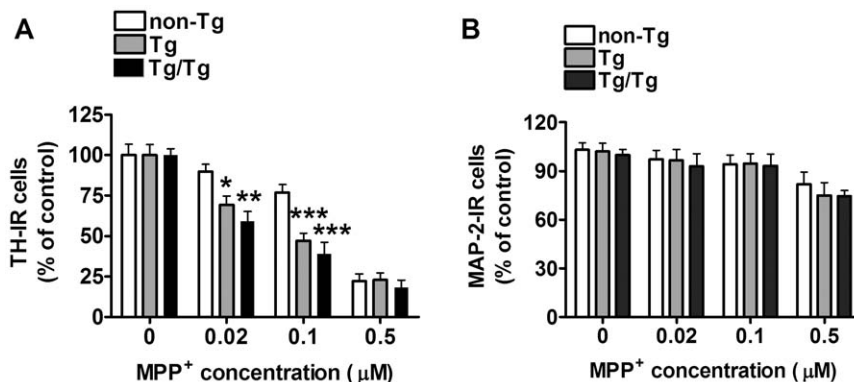 A
non-Tg
Tg
Tg/Tg
TH-IR cells
(% of control)
125
100
75
50
25
0
*
**
***
***
0 0.02 0.1 0.5
MPP⁺ concentration ( μM)
B
non-Tg
Tg
Tg/Tg
MAP-2-IR cells
(% of control)
120
90
60
30
0
0 0.02 0.1 0.5
MPP⁺ concentration ( μM)